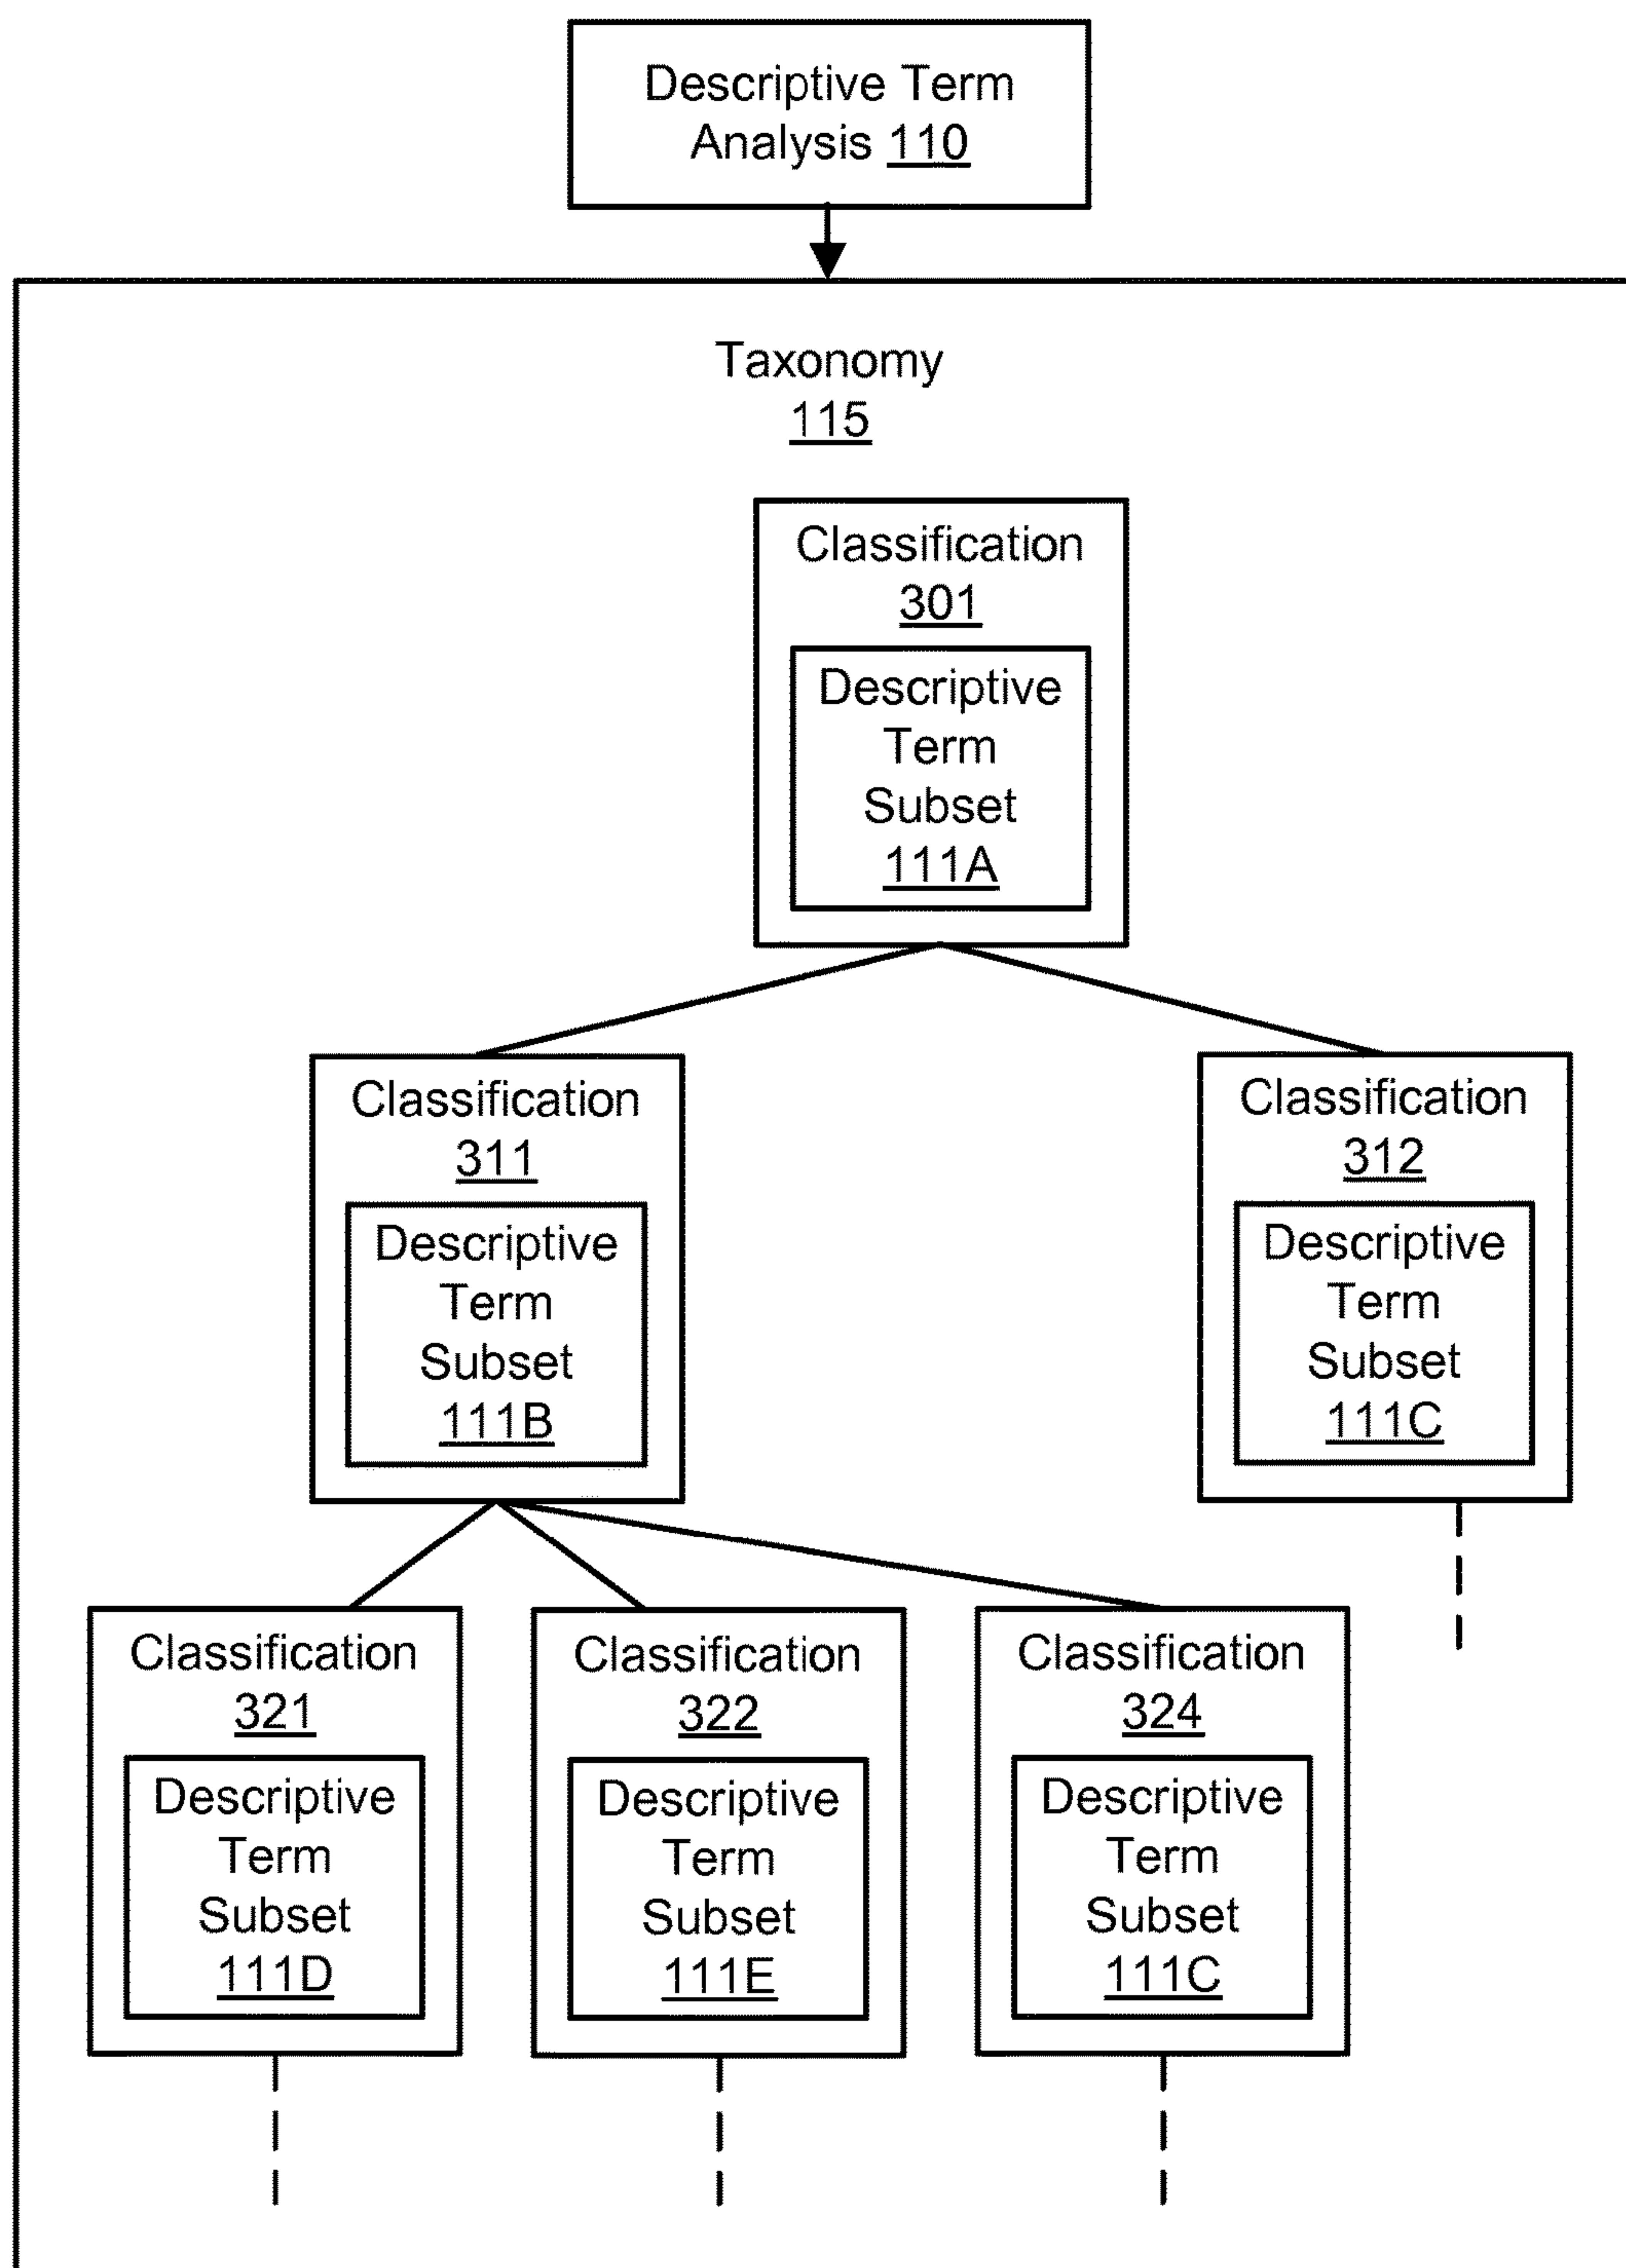 Descriptive Term
Analysis 110
Taxonomy
115
Classification
301
Descriptive
Term
Subset
111A
Classification
311
Descriptive
Term
Subset
111B
Classification
312
Descriptive
Term
Subset
111C
Classification
321
Descriptive
Term
Subset
111D
Classification
322
Descriptive
Term
Subset
111E
Classification
324
Descriptive
Term
Subset
111C